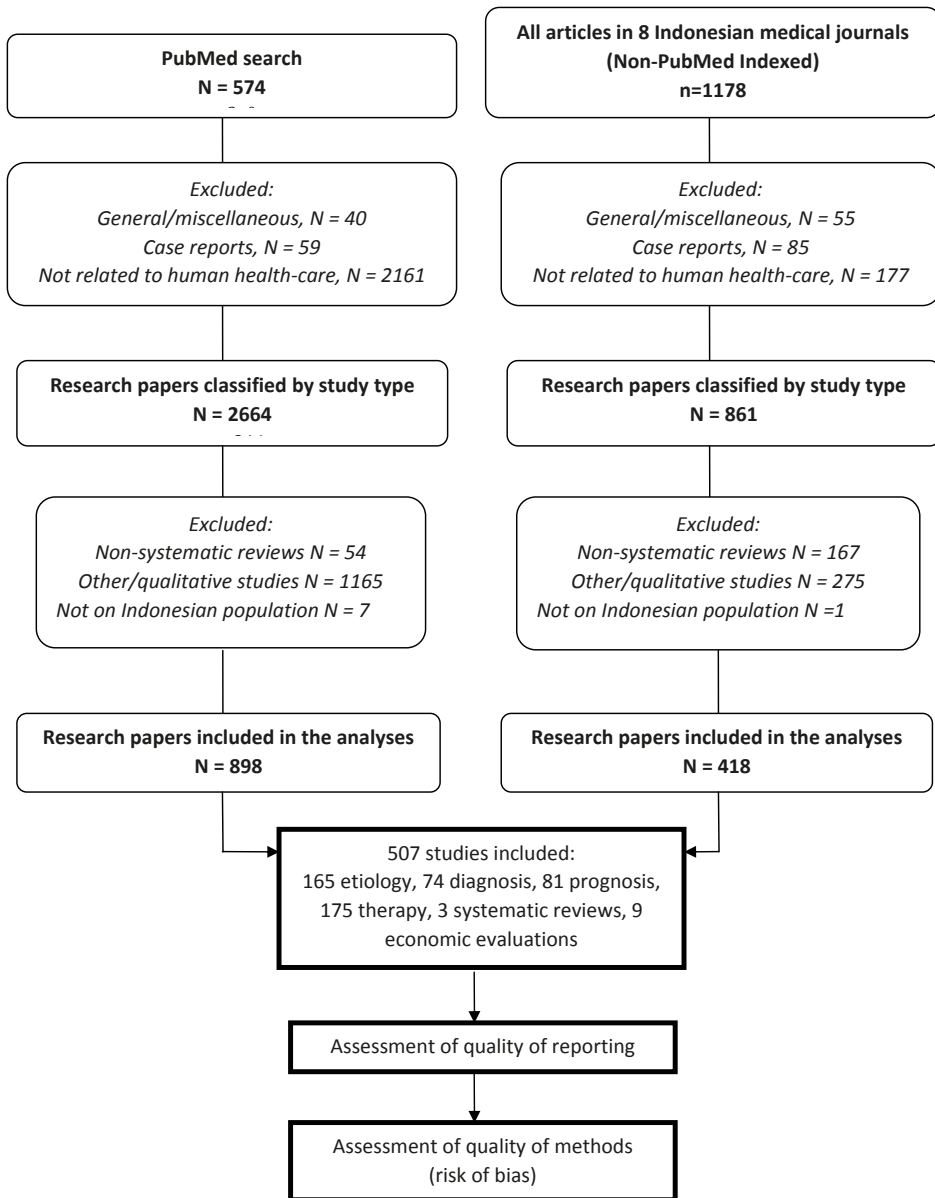 PubMed search
N = 574
All articles in 8 Indonesian medical journals
(Non-PubMed Indexed)
n=1178
Excluded:
General/miscellaneous, N = 40
Case reports, N = 59
Not related to human health-care, N = 2161
Excluded:
General/miscellaneous, N = 55
Case reports, N = 85
Not related to human health-care, N = 177
Research papers classified by study type
N = 2664
Research papers classified by study type
N = 861
Excluded:
Non-systematic reviews N = 54
Other/qualitative studies N = 1165
Not on Indonesian population N = 7
Excluded:
Non-systematic reviews N = 167
Other/qualitative studies N = 275
Not on Indonesian population N =1
Research papers included in the analyses
N = 898
Research papers included in the analyses
N = 418
507 studies included:
165 etiology, 74 diagnosis, 81 prognosis,
175 therapy, 3 systematic reviews, 9
economic evaluations
Assessment of quality of reporting
Assessment of quality of methods
(risk of bias)